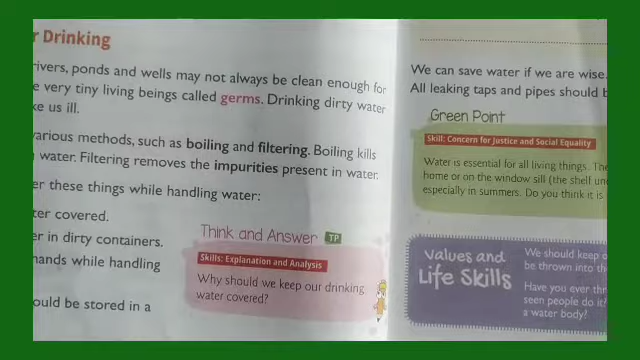 r Drinking
rivers, ponds and wells may not always be clean enough for
e very tiny living beings called germs. Drinking dirty water
ke us ill.
various methods, such as boiling and filtering. Boiling kills
water. Filtering removes the impurities present in water.
er these things while handling water:
ter covered.
er in dirty containers.
hands while handling
ould be stored in a
Think and Answer TP
Skills: Explanation and Analysis
Why should we keep our drinking
water covered?
We can save water if we are wise.
All leaking taps and pipes should b
Green Point
Skill: Concern for Justice and Social Equality
Water is essential for all living things. The
home or on the window sill (the shelf und
especially in summers. Do you think it is
Values and
Life Skills
We should keep o
be thrown into th
Have you ever thr
seen people do it?
a water body?